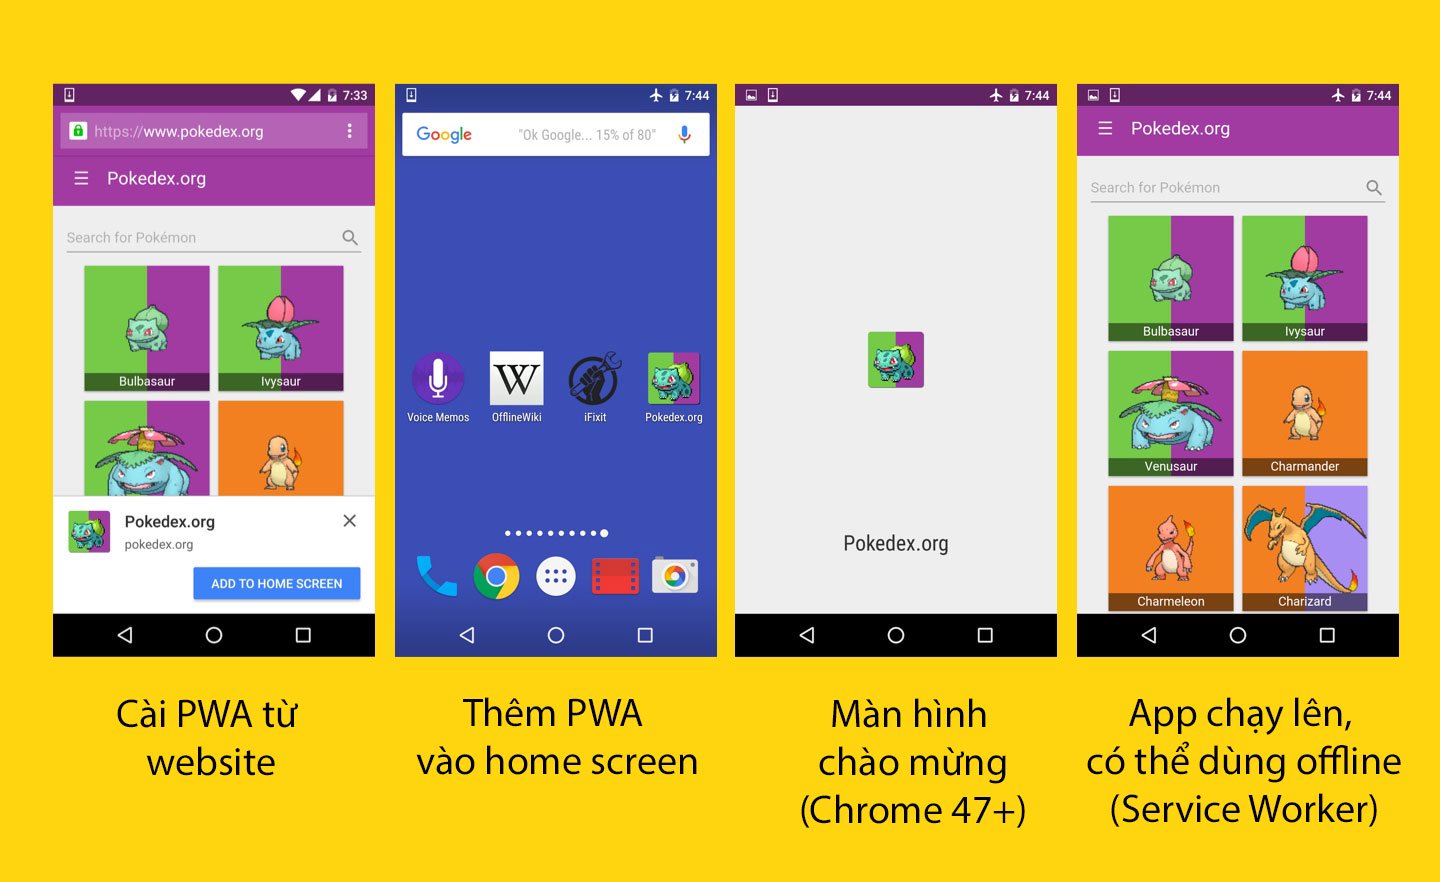 7:33
https://www.pokedex.org
Pokedex.org
Search for Pokémon
Bulbasaur
Ivysaur
Pokedex.org
pokedex.org
ADD TO HOME SCREEN
Cài PWA từ
website
7:44
Google
"Ok Google... 15% of 80"
Voice Memos
W
OfflineWiki
iFixit
Pokedex.org
Thêm PWA
vào home screen
7:44
Pokedex.org
Màn hình
chào mừng
(Chrome 47+)
7:44
Pokedex.org
Search for Pokémon
Bulbasaur
Ivysaur
Venusaur
Charmander
Charmeleon
Charizard
App chạy lên,
có thể dùng offline
(Service Worker)